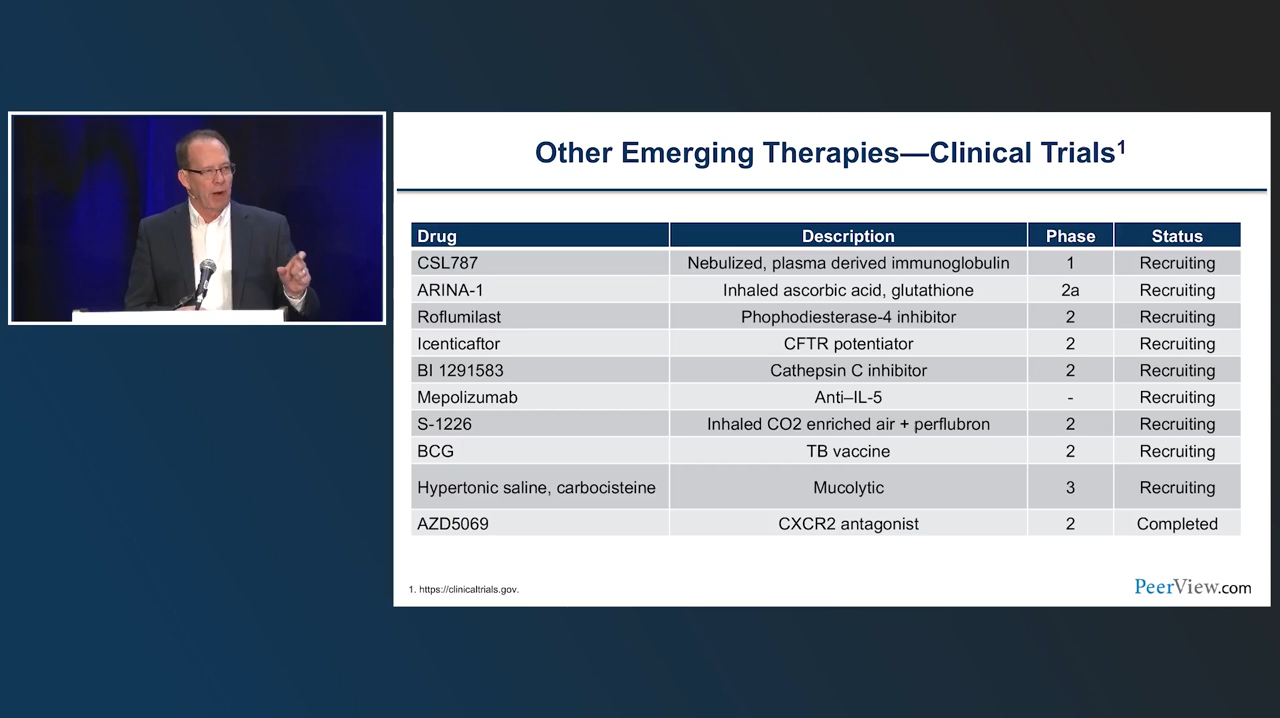 Other Emerging Therapies—Clinical Trials1
Drug Description Phase Status
CSL787 Nebulized, plasma derived immunoglobulin 1 Recruiting
ARINA-1 Inhaled ascorbic acid, glutathione 2a Recruiting
Roflumilast Phophodiesterase-4 inhibitor 2 Recruiting
Icenticaftor CFTR potentiator 2 Recruiting
BI 1291583 Cathepsin C inhibitor 2 Recruiting
Mepolizumab Anti–IL-5 - Recruiting
S-1226 Inhaled CO2 enriched air + perflubron 2 Recruiting
BCG TB vaccine 2 Recruiting
Hypertonic saline, carbocisteine Mucolytic 3 Recruiting
AZD5069 CXCR2 antagonist 2 Completed
1. https://clinicaltrials.gov.
PeerView.com